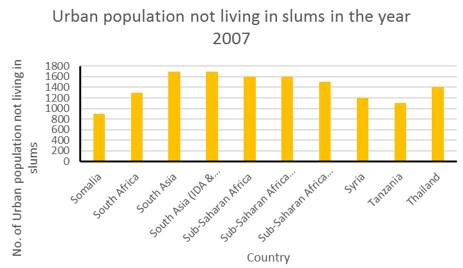 Urban population not living in slums in the year
2007
No. of Urban population not living in
slums
1800
1600
1400
1200
1000
800
600
400
200
0
Somalia
South Africa
South Asia
South Asia (IDA &...
Sub-Saharan Africa
Sub-Saharan Africa...
Sub-Saharan Africa...
Syria
Tanzania
Thailand
Country